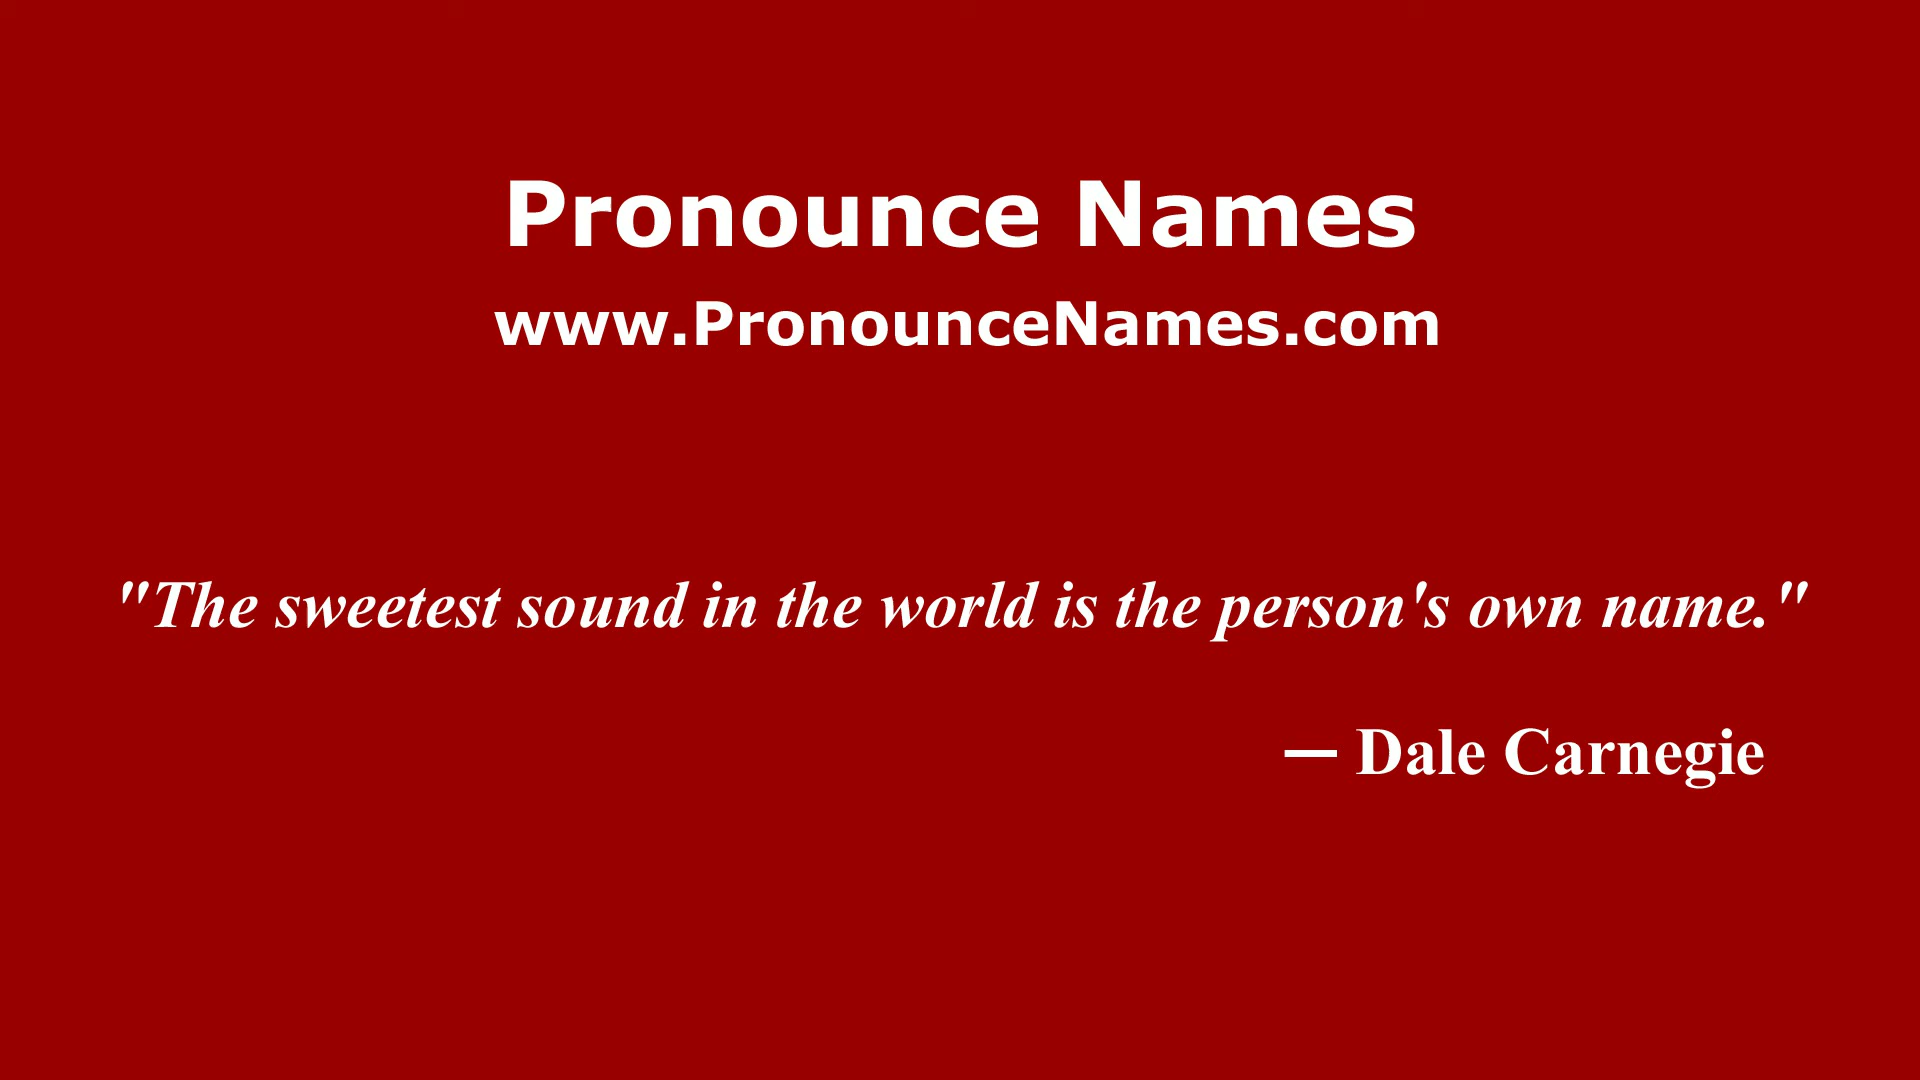 Pronounce Names
www.PronounceNames.com
"The sweetest sound in the world is the person's own name."
— Dale Carnegie